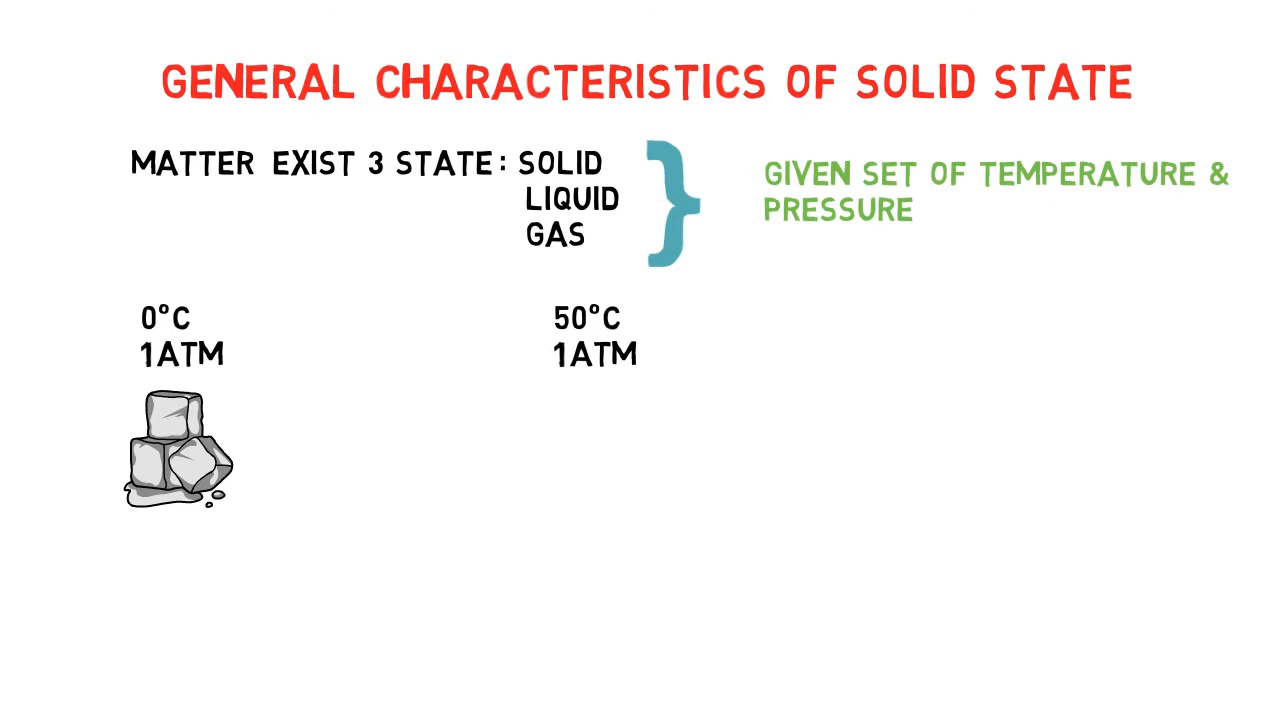 GENERAL CHARACTERISTICS OF SOLID STATE
MATTER EXIST 3 STATE: SOLID
LIQUID
GAS
GIVEN SET OF TEMPERATURE &
PRESSURE
0°C
1ATM
50°C
1ATM